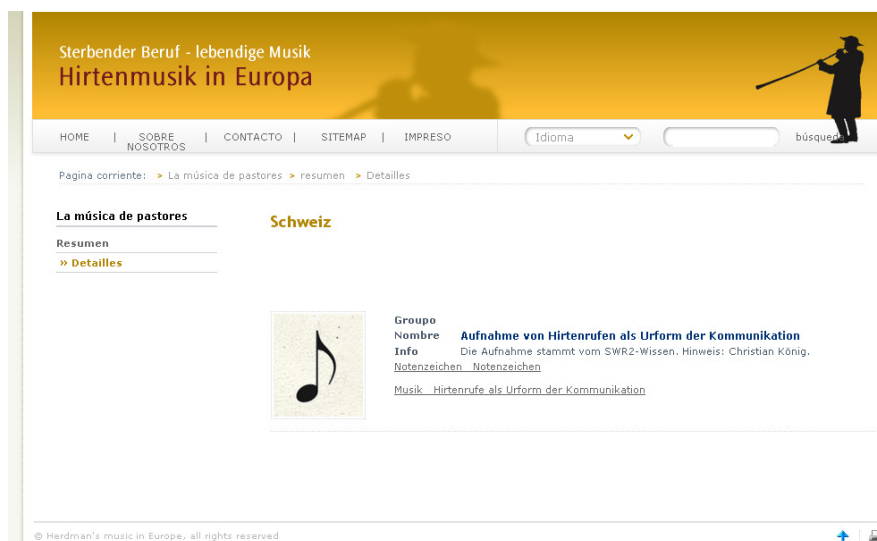 Sterbender Beruf - lebendige Musik
Hirtenmusik in Europa
HOME | SOBRE NOSOTROS | CONTACTO | SITEMAP | IMPRESO
Idioma
búsqueda
Pagina corriente: > La música de pastores > resumen > Detailles
La música de pastores
Resumen
» Detailles
Schweiz
Groupo
Nombre Aufnahme von Hirtenrufen als Urform der Kommunikation
Info Die Aufnahme stammt vom SWR2-Wissen. Hinweis: Christian König.
Notenzeichen Notenzeichen
Musik Hirtenrufe als Urform der Kommunikation
© Herdman's music in Europe, all rights reserved